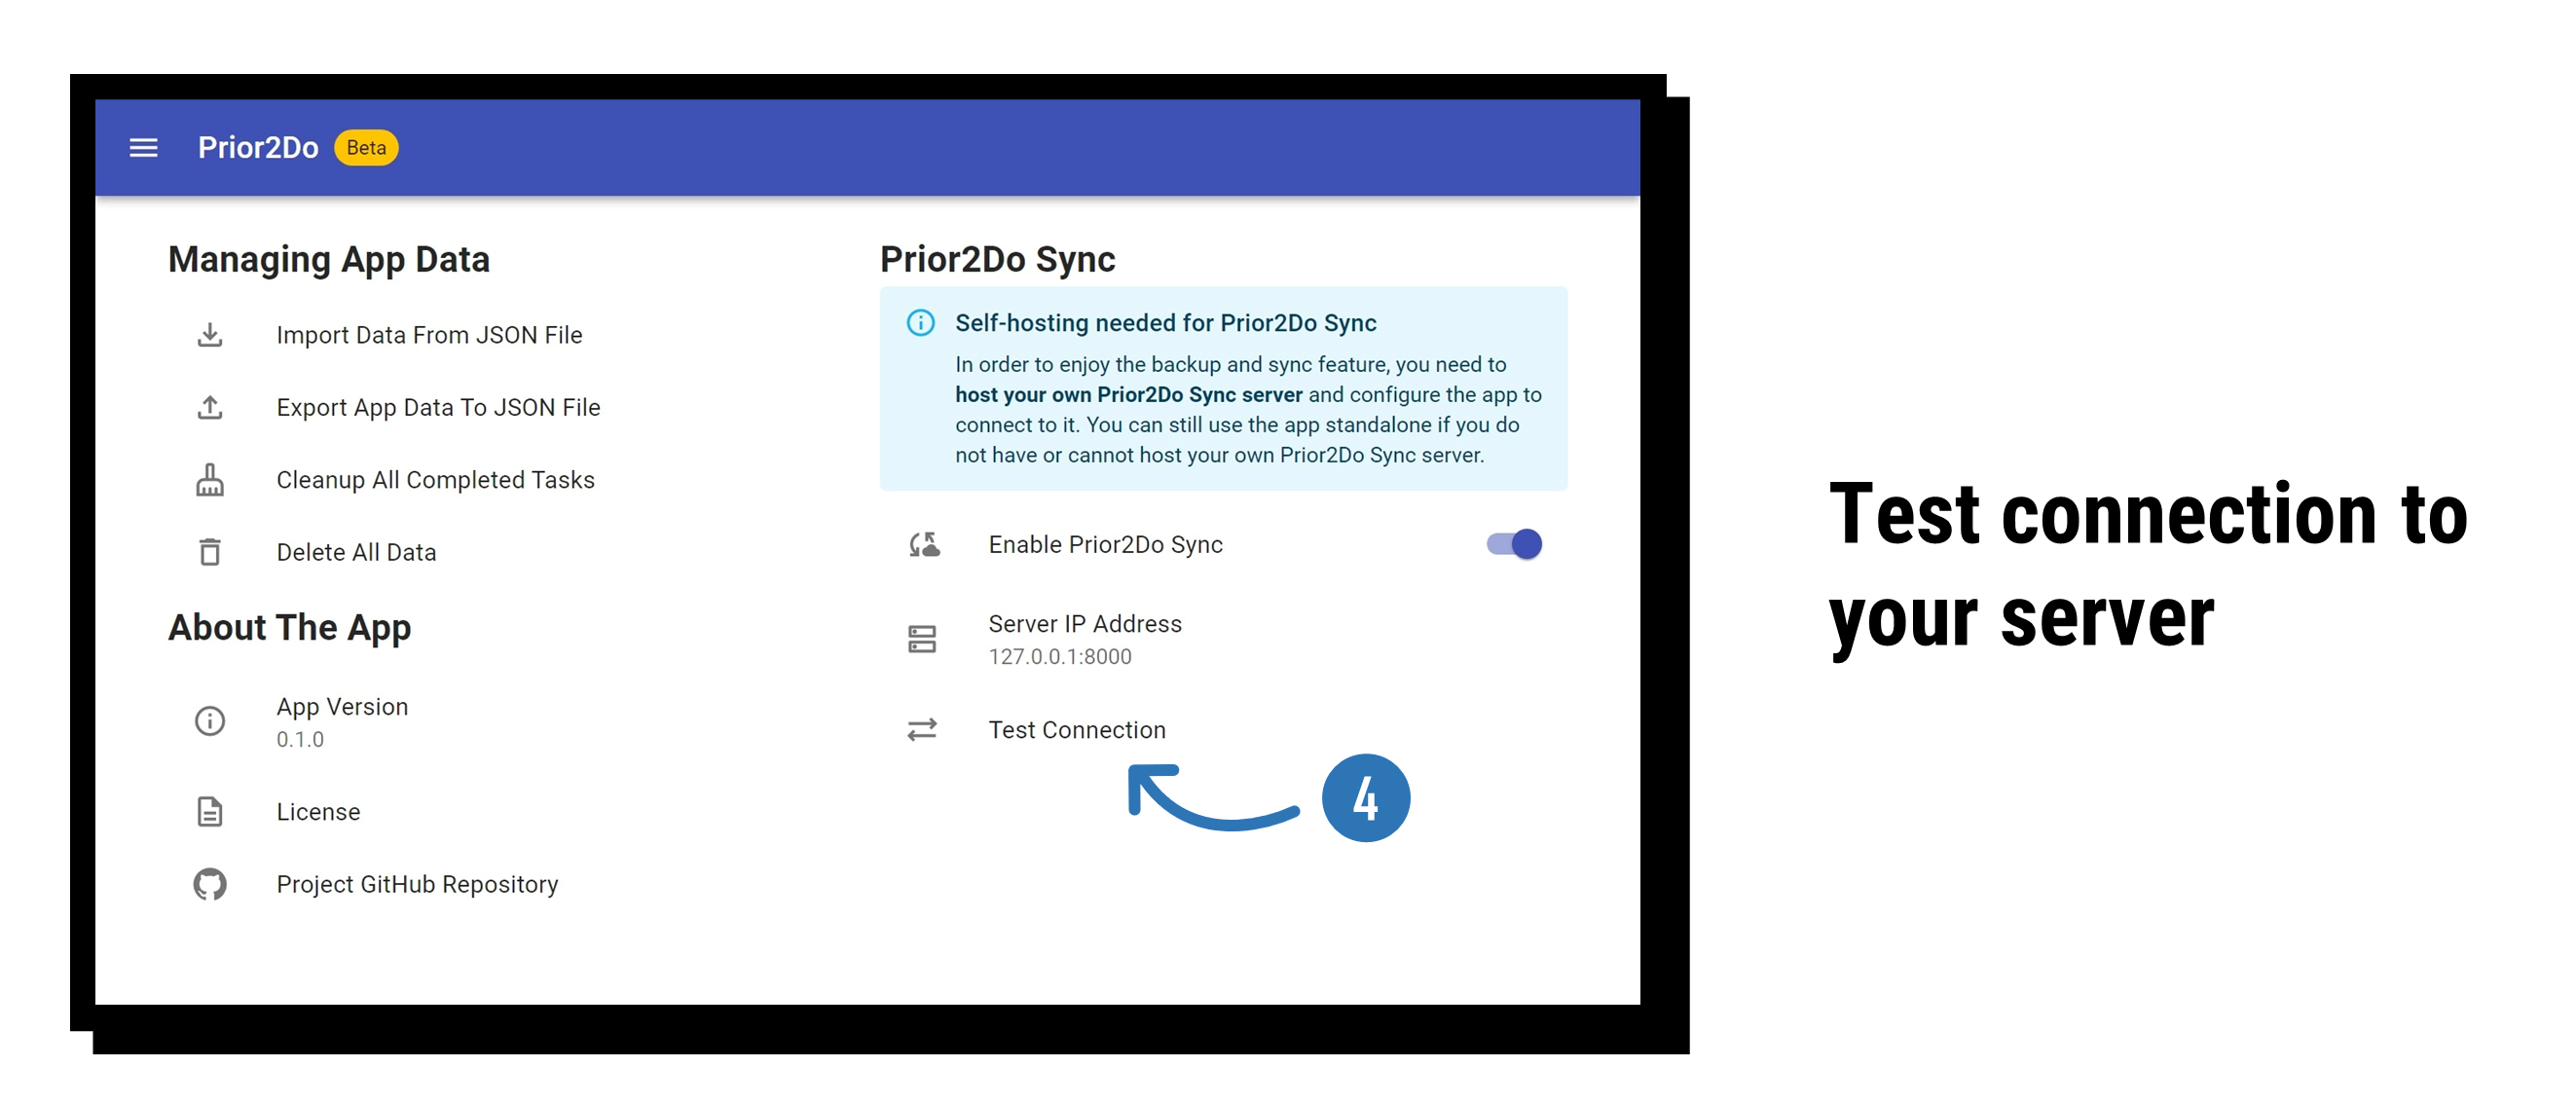 Prior2Do Beta
Managing App Data
Import Data From JSON File
Export App Data To JSON File
Cleanup All Completed Tasks
Delete All Data
About The App
App Version
0.1.0
License
Project GitHub Repository
Prior2Do Sync
Self-hosting needed for Prior2Do Sync
In order to enjoy the backup and sync feature, you need to
host your own Prior2Do Sync server and configure the app to
connect to it. You can still use the app standalone if you do
not have or cannot host your own Prior2Do Sync server.
Enable Prior2Do Sync
Server IP Address
127.0.0.1:8000
Test Connection
4
Test connection to
your server